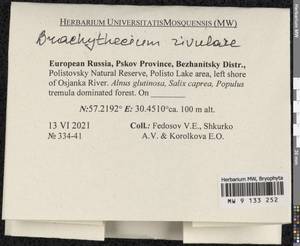 HERBARIUM UNIVERSITATISMOSQUENSIS (MW)
Brachythecium rivulare
European Russia, Pskov Province, Bezhanitsky Distr.,
Polistovsky Natural Reserve, Polisto Lake area, left shore
of Osjanka River. Alnus glutinosa, Salix caprea, Populus
tremula dominated forest. On ________
N:57.2192° E: 30.4510°ca. 100 m alt.
13 VI 2021 Coll.: Fedosov V.E., Shkurko
№ 334-41 A.V. & Korolkova E.O.
Herbarium MW, Bryophyta
MW 9 133 252